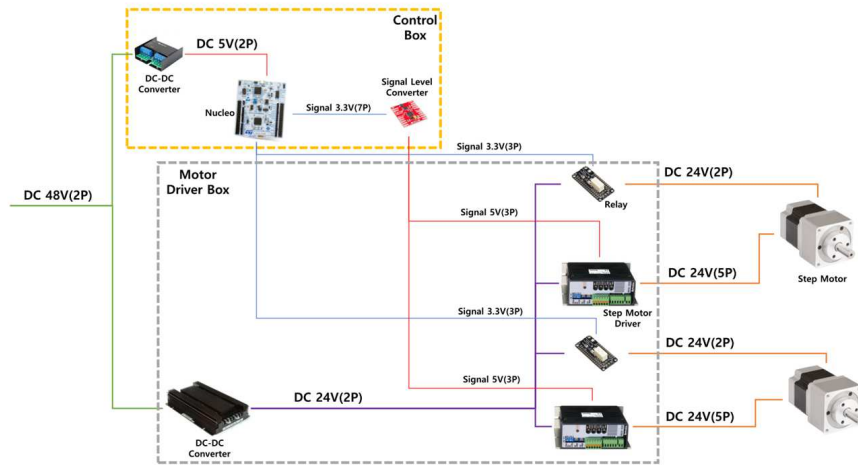 Control
Box
DC 5V(2P)
DC-DC
Converter
Signal Level
Converter
Nucleo
Signal 3.3V(7P)
Signal 3.3V(3P)
Motor
Driver Box
DC 24V(2P)
DC 48V(2P)
Relay
Signal 5V(3P)
DC 24V(5P)
Step Motor
Step Motor
Driver
Signal 3.3V(3P)
DC 24V(2P)
Signal 5V(3P)
DC 24V(2P)
DC 24V(5P)
DC-DC
Converter